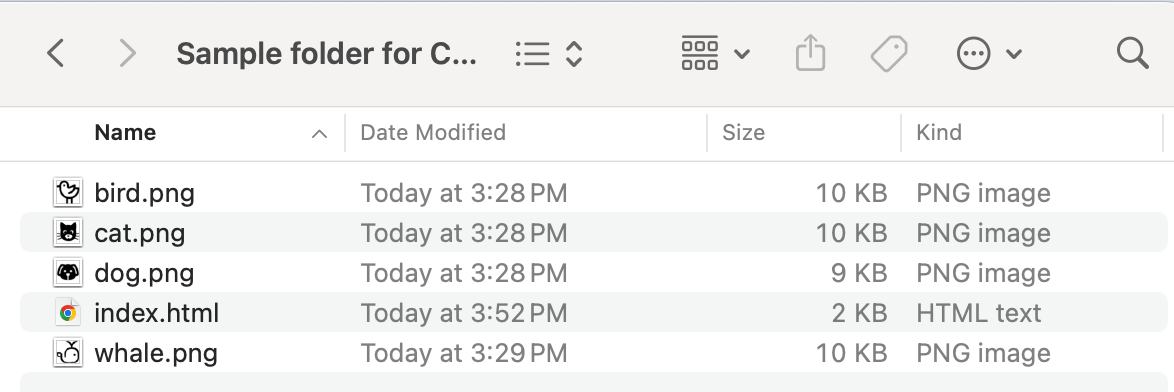 Sample folder for C...
Name Date Modified Size Kind
bird.png Today at 3:28 PM 10 KB PNG image
cat.png Today at 3:28 PM 10 KB PNG image
dog.png Today at 3:28 PM 9 KB PNG image
index.html Today at 3:52 PM 2 KB HTML text
whale.png Today at 3:29 PM 10 KB PNG image